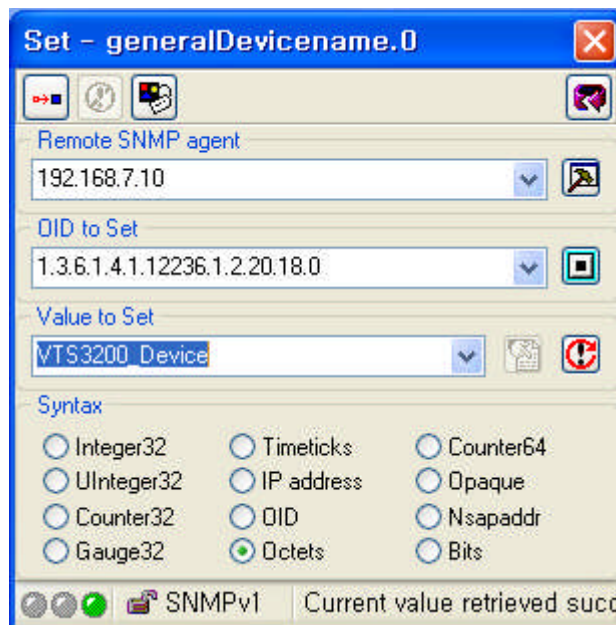 Set - generalDevicename.0
Remote SNMP agent
192.168.7.10
OID to Set
1.3.6.1.4.1.12236.1.2.20.18.0
Value to Set
VTS3200_Device
Syntax
Integer32 Timeticks Counter64
UInteger32 IP address Opaque
Counter32 OID Nsapaddr
Gauge32 Octets Bits
SNMPv1 Current value retrieved succ